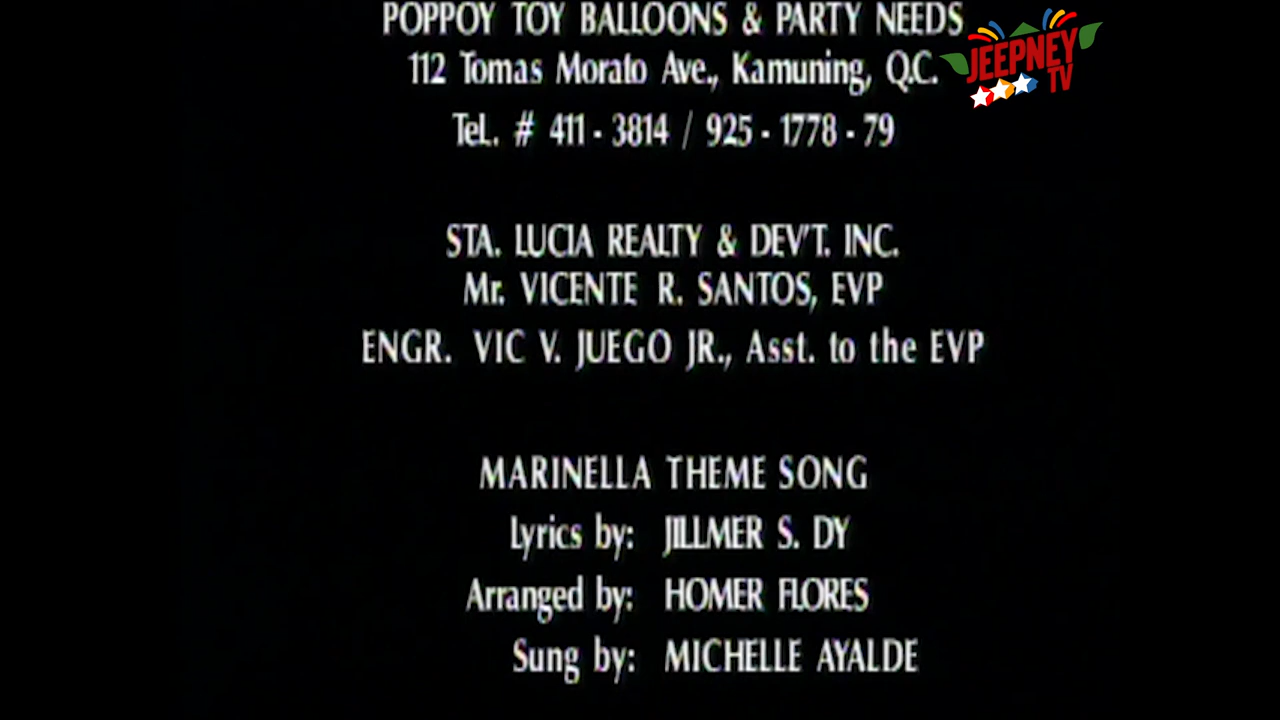 POPPOY TOY BALLOONS & PARTY NEEDS
112 Tomas Morato Ave., Kamuning, Q.C.
TeL. # 411 - 3814 / 925 - 1778 - 79
STA. LUCIA REALTY & DEV'T. INC.
Mr. VICENTE R. SANTOS, EVP
ENGR. VIC V. JUEGO JR., Asst. to the EVP
MARINELLA THEME SONG
Lyrics by: JILLMER S. DY
Arranged by: HOMER FLORES
Sung by: MICHELLE AYALDE
JEEPNEY
TV